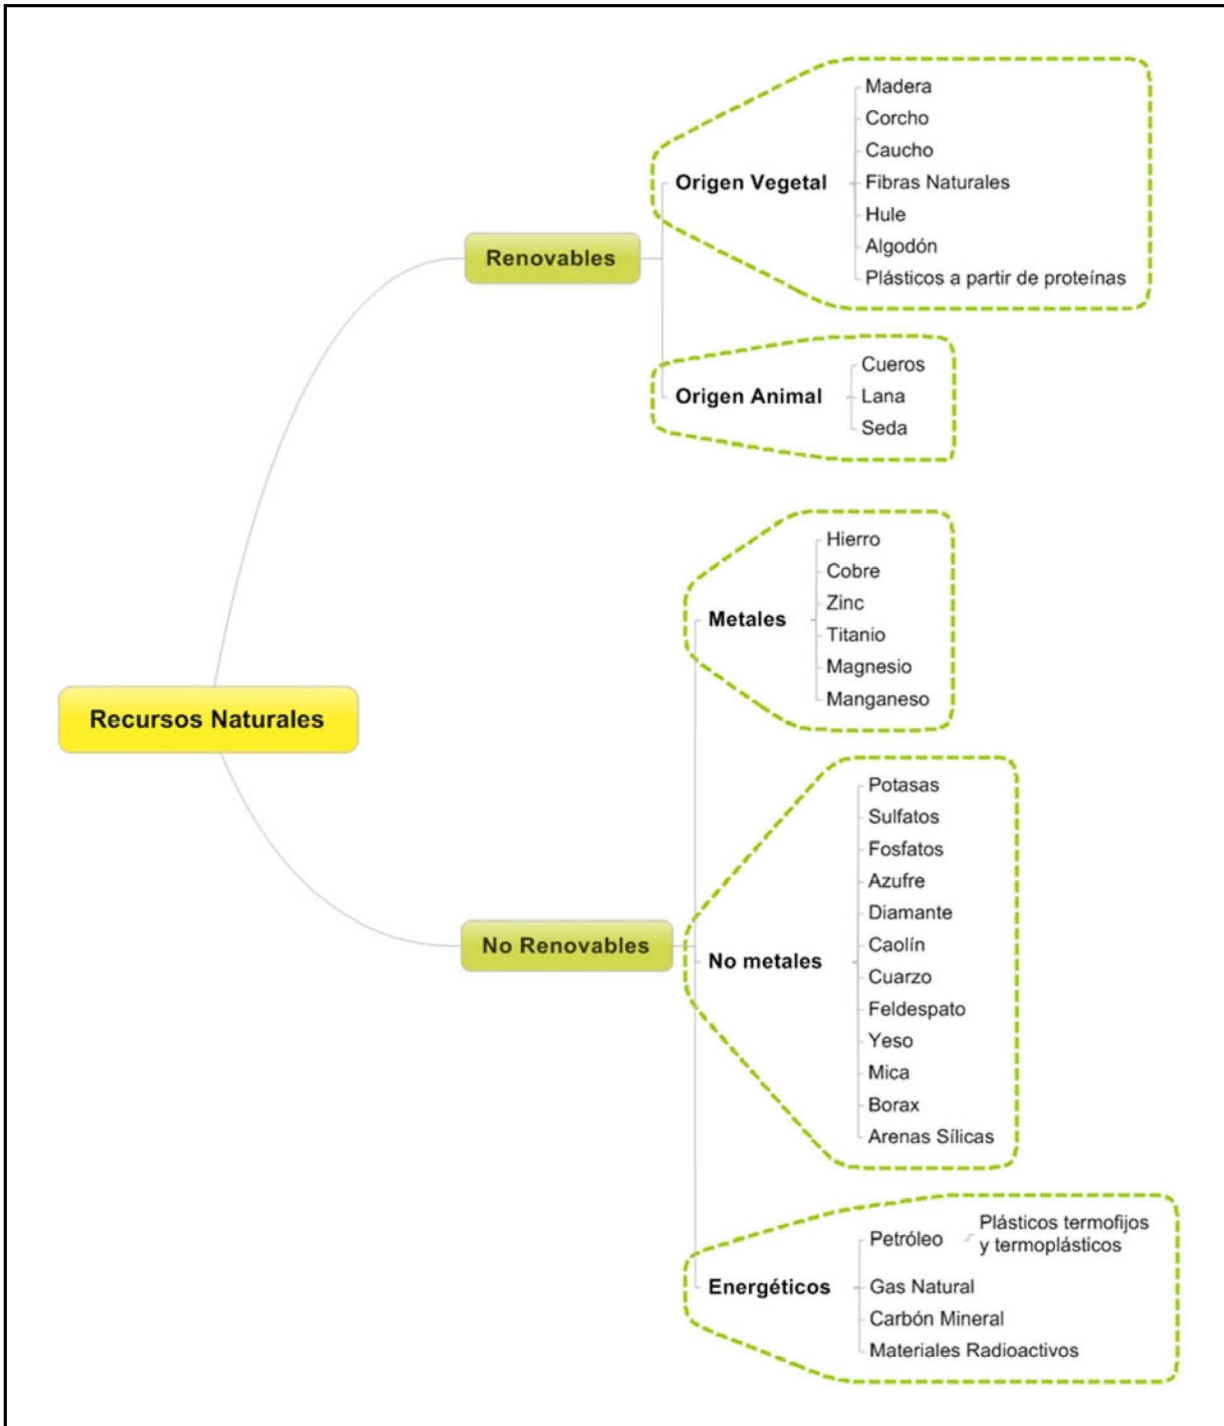 Recursos Naturales
Renovables
Origen Vegetal
Madera
Corcho
Caucho
Fibras Naturales
Hule
Algodón
Plásticos a partir de proteínas
Origen Animal
Cueros
Lana
Seda
No Renovables
Metales
Hierro
Cobre
Zinc
Titanio
Magnesio
Manganeso
No metales
Potasas
Sulfatos
Fosfatos
Azufre
Diamante
Caolín
Cuarzo
Feldespato
Yeso
Mica
Borax
Arenas Sílicas
Energéticos
Petróleo
Plásticos termofijos
y termoplásticos
Gas Natural
Carbón Mineral
Materiales Radioactivos